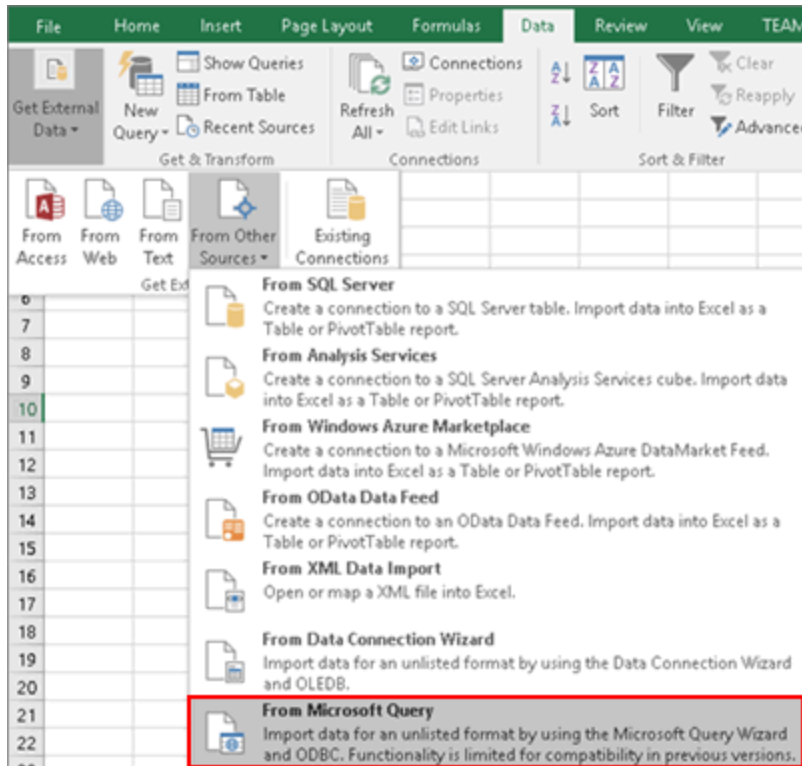 File Home Insert Page Layout Formulas Data Review View TEAM
Show Queries Connections Clear
From Table Properties Reapply
Get External Data New Query Recent Sources Refresh All Edit Links Sort Filter Advanced
Get & Transform Connections Sort & Filter
From Access From Web From Text From Other Sources Existing Connections
Get Ex
From SQL Server
Create a connection to a SQL Server table. Import data into Excel as a
Table or PivotTable report.
From Analysis Services
Create a connection to a SQL Server Analysis Services cube. Import data
into Excel as a Table or PivotTable report.
From Windows Azure Marketplace
Create a connection to a Microsoft Windows Azure DataMarket Feed.
Import data into Excel as a Table or PivotTable report.
From OData Data Feed
Create a connection to an OData Data Feed. Import data into Excel as a
Table or PivotTable report.
From XML Data Import
Open or map a XML file into Excel.
From Data Connection Wizard
Import data for an unlisted format by using the Data Connection Wizard
and OLEDB.
From Microsoft Query
Import data for an unlisted format by using the Microsoft Query Wizard
and ODBC. Functionality is limited for compatibility in previous versions.
6
7
8
9
10
11
12
13
14
15
16
17
18
19
20
21
22